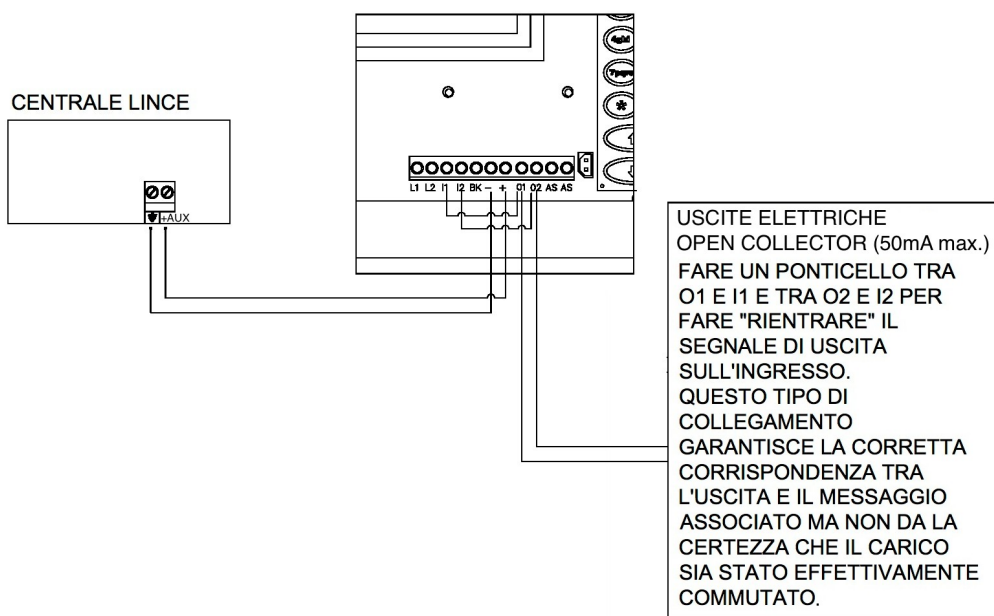 4ghi
7pqrs
*
CENTRALE LINCE
L1 L2 I1 I2 BK – + O1 O2 AS AS
+AUX
USCITE ELETTRICHE
OPEN COLLECTOR (50mA max.)
FARE UN PONTICELLO TRA
O1 E I1 E TRA O2 E I2 PER
FARE "RIENTRARE" IL
SEGNALE DI USCITA
SULL'INGRESSO.
QUESTO TIPO DI
COLLEGAMENTO
GARANTISCE LA CORRETTA
CORRISPONDENZA TRA
L'USCITA E IL MESSAGGIO
ASSOCIATO MA NON DA LA
CERTEZZA CHE IL CARICO
SIA STATO EFFETTIVAMENTE
COMMUTATO.